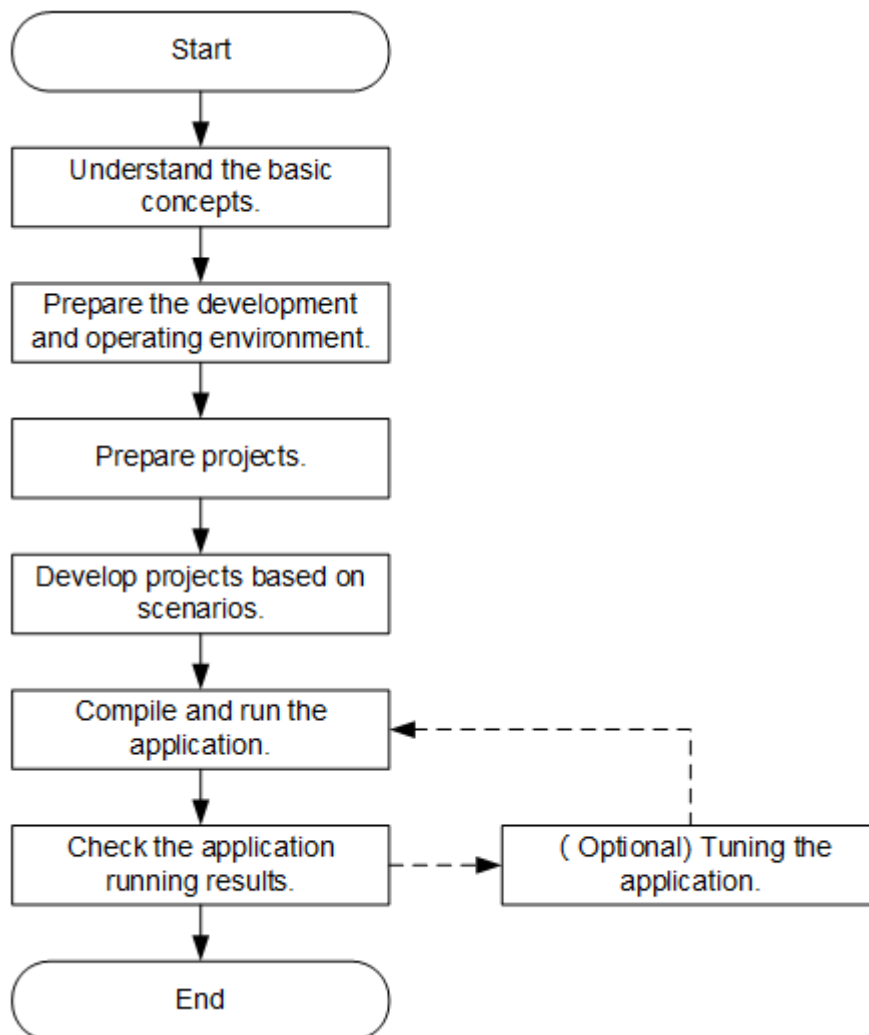 Start
Understand the basic
concepts.
Prepare the development
and operating environment.
Prepare projects.
Develop projects based on
scenarios.
Compile and run the
application.
Check the application
running results.
( Optional) Tuning the
application.
End